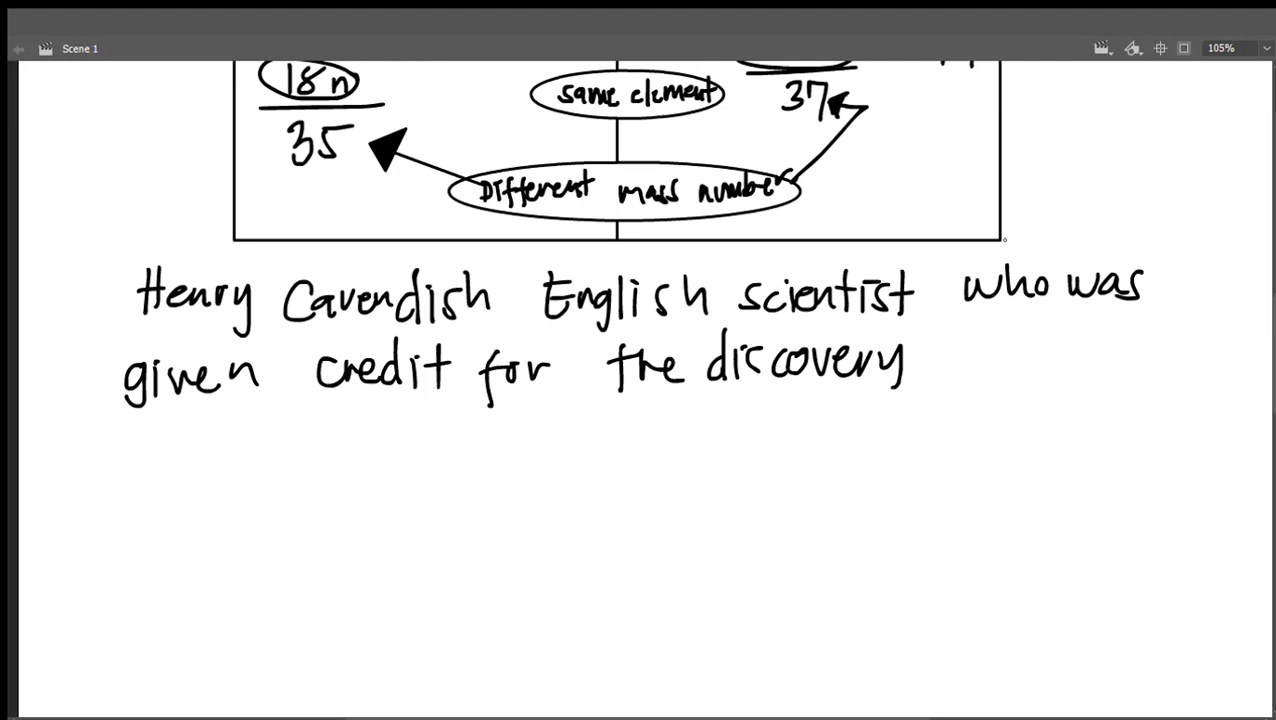 Scene 1
105%
18n
same element
37
35
Different mass number
Henry Cavendish English scientist who was
given credit for the discovery